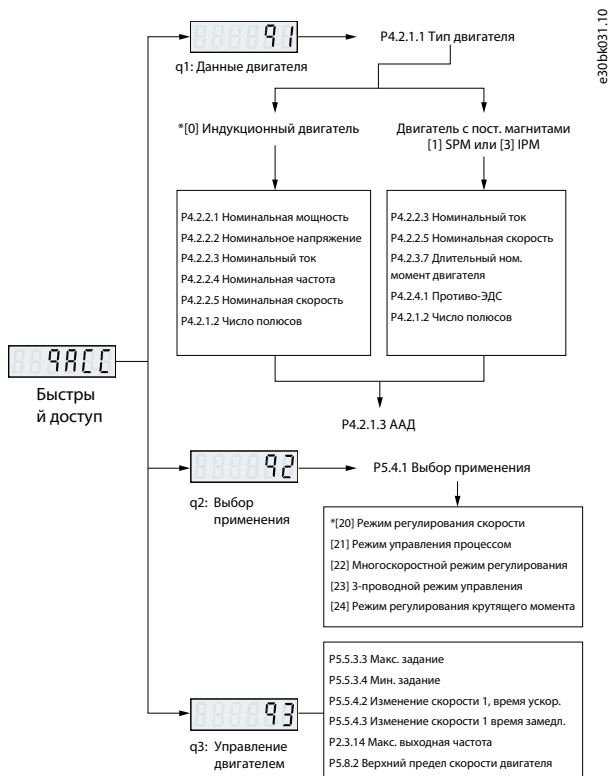 e30bk031.10
q1
P4.2.1.1 Тип двигателя
q1: Данные двигателя
*[0] Индукционный двигатель
Двигатель с пост. магнитами
[1] SPM или [3] IPM
P4.2.2.1 Номинальная мощность
P4.2.2.2 Номинальное напряжение
P4.2.2.3 Номинальный ток
P4.2.2.4 Номинальная частота
P4.2.2.5 Номинальная скорость
P4.2.1.2 Число полюсов
P4.2.2.3 Номинальный ток
P4.2.2.5 Номинальная скорость
P4.2.3.7 Длительный ном.
момент двигателя
P4.2.4.1 Противо-ЭДС
P4.2.1.2 Число полюсов
qACC
Быстры
й доступ
P4.2.1.3 ААД
q2
P5.4.1 Выбор применения
q2: Выбор
применения
*[20] Режим регулирования скорости
[21] Режим управления процессом
[22] Многоскоростной режим регулирования
[23] 3-проводной режим управления
[24] Режим регулирования крутящего момента
q3
q3: Управление
двигателем
P5.5.3.3 Макс. задание
P5.5.3.4 Мин. задание
P5.5.4.2 Изменение скорости 1, время ускор.
P5.5.4.3 Изменение скорости 1 время замедл.
P2.3.14 Макс. выходная частота
P5.8.2 Верхний предел скорости двигателя